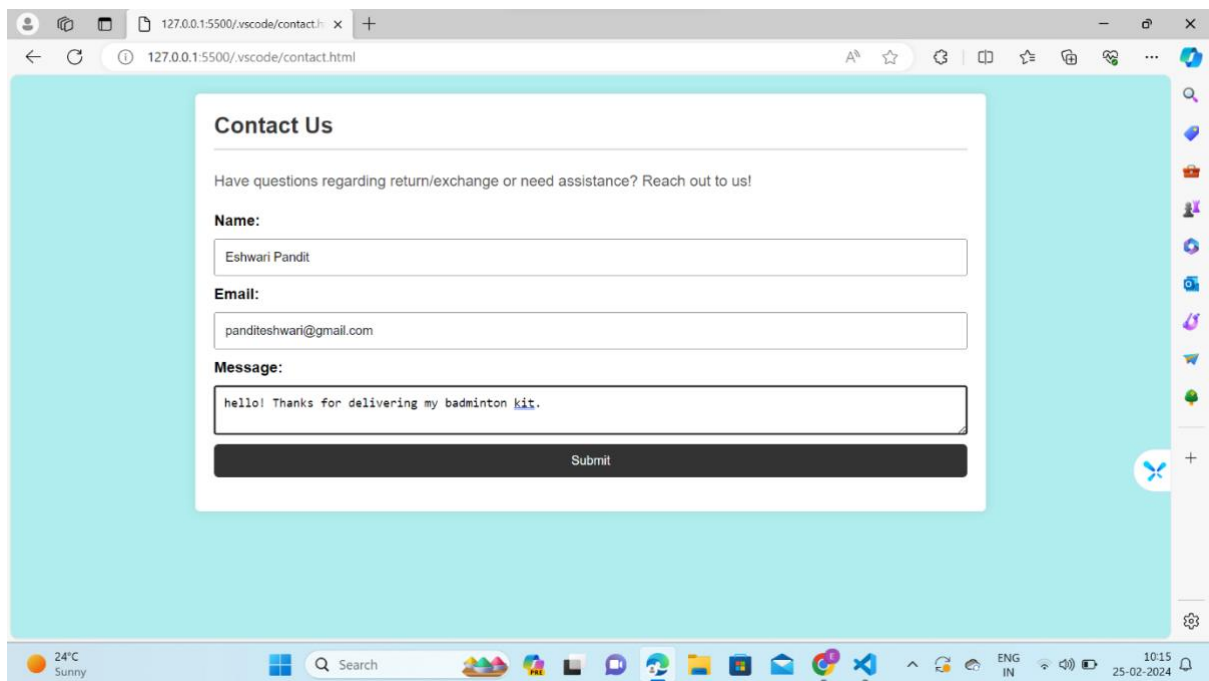 127.0.0.1:5500/.vscode/contact.h
127.0.0.1:5500/.vscode/contact.html
Contact Us
Have questions regarding return/exchange or need assistance? Reach out to us!
Name:
Eshwari Pandit
Email:
panditeshwari@gmail.com
Message:
hello! Thanks for delivering my badminton kit.
Submit
24°C
Sunny
Search
PRE
E
ENG
IN
10:15
25-02-2024